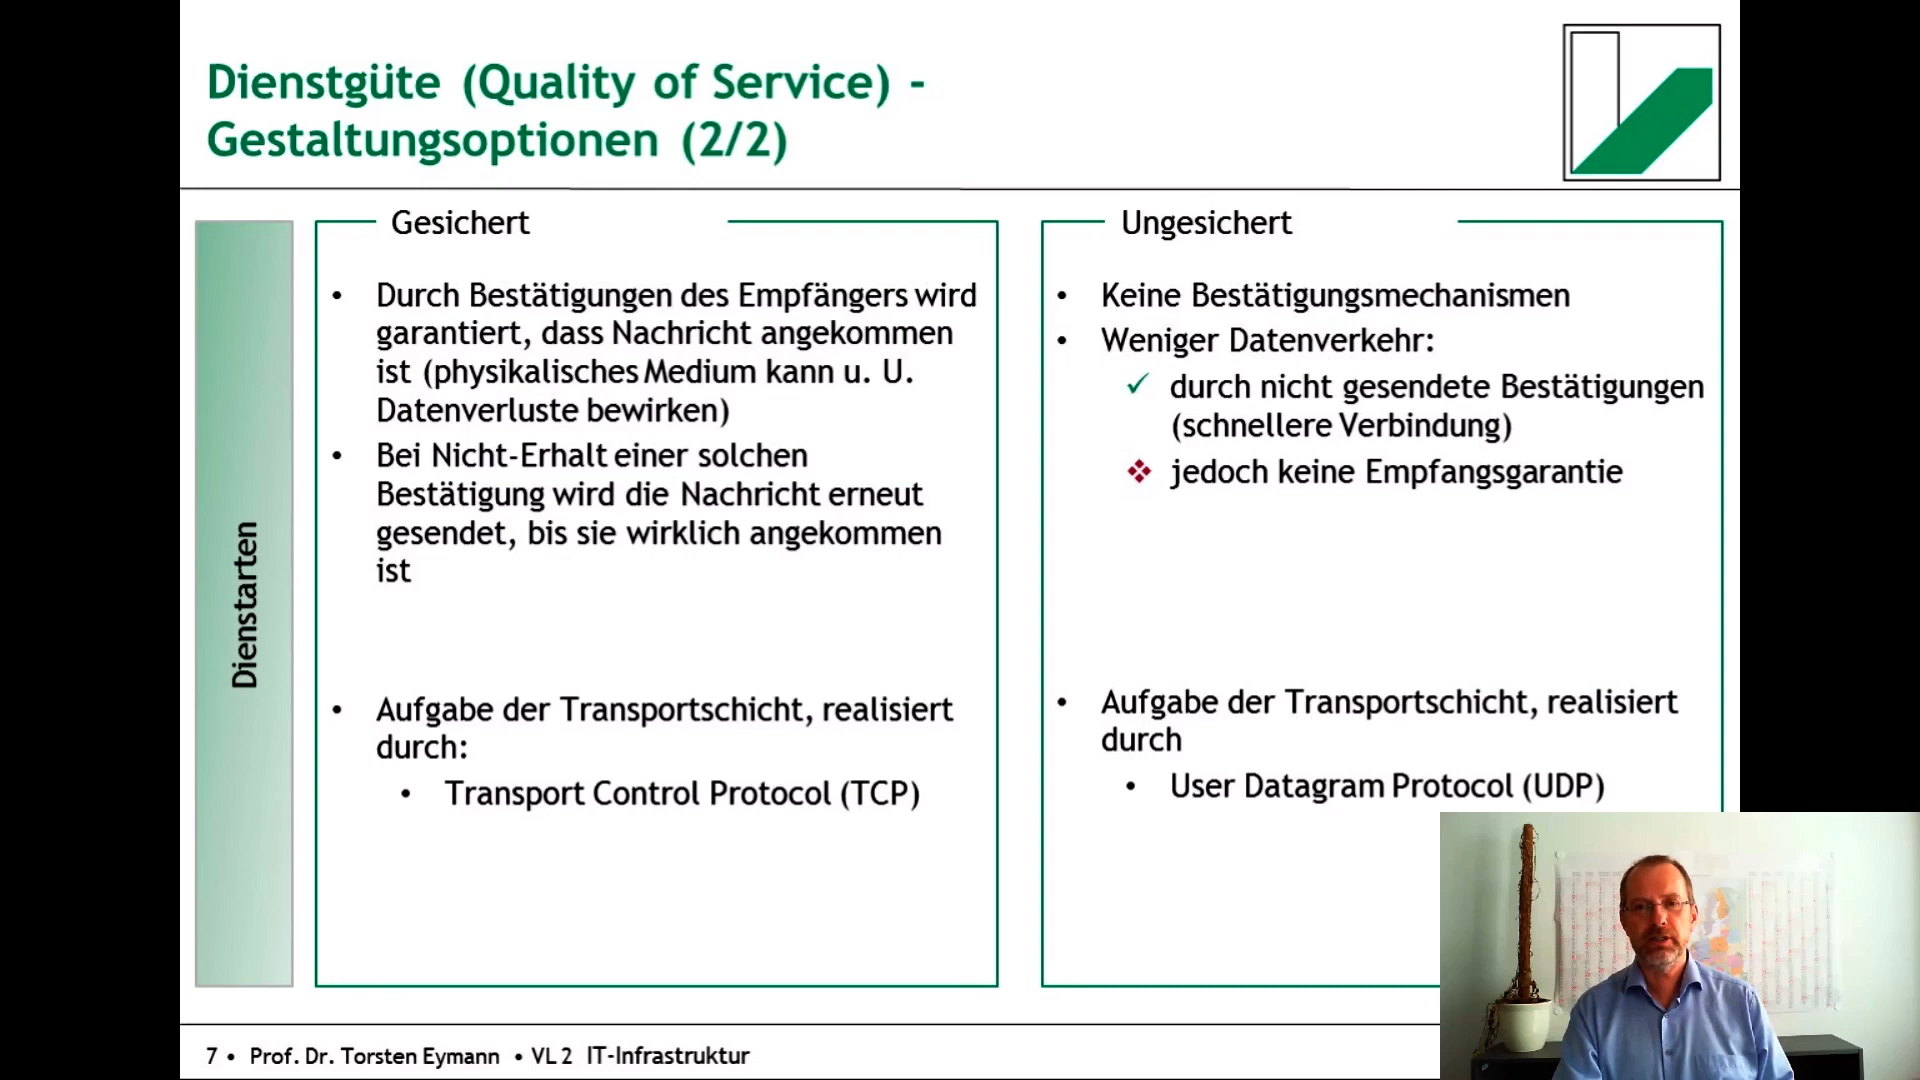 Dienstgüte (Quality of Service) -
Gestaltungsoptionen (2/2)
Dienstarten
Gesichert
• Durch Bestätigungen des Empfängers wird
garantiert, dass Nachricht angekommen
ist (physikalisches Medium kann u. U.
Datenverluste bewirken)
• Bei Nicht-Erhalt einer solchen
Bestätigung wird die Nachricht erneut
gesendet, bis sie wirklich angekommen
ist
• Aufgabe der Transportschicht, realisiert
durch:
• Transport Control Protocol (TCP)
Ungesichert
• Keine Bestätigungsmechanismen
• Weniger Datenverkehr:
✓ durch nicht gesendete Bestätigungen
(schnellere Verbindung)
❖ jedoch keine Empfangsgarantie
• Aufgabe der Transportschicht, realisiert
durch
• User Datagram Protocol (UDP)
7 • Prof. Dr. Torsten Eymann • VL 2 IT-Infrastruktur